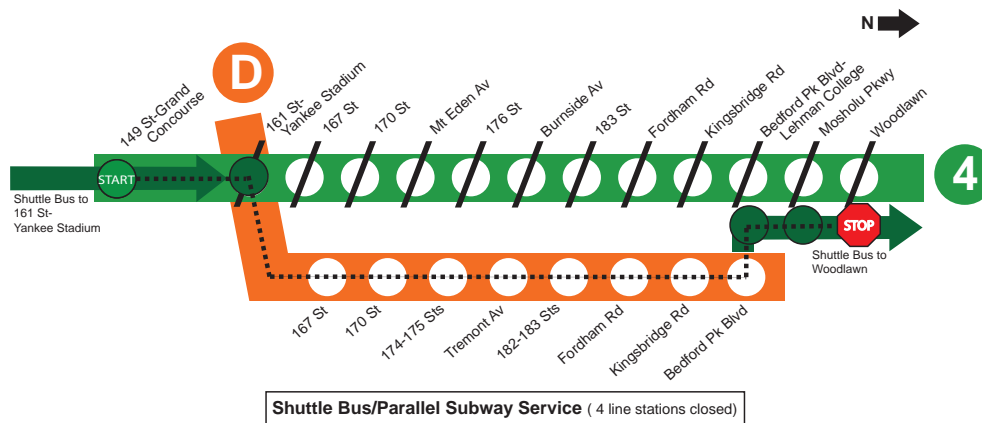 N
D
149 St-Grand
Concourse
161 St-
Yankee Stadium
167 St
170 St
Mt Eden Av
176 St
Burnside Av
183 St
Fordham Rd
Kingsbridge Rd
Bedford Pk Blvd-
Lehman College
Mosholu Pkwy
Woodlawn
START
4
Shuttle Bus to
161 St-
Yankee Stadium
STOP
Shuttle Bus to
Woodlawn
167 St
170 St
174-175 Sts
Tremont Av
182-183 Sts
Fordham Rd
Kingsbridge Rd
Bedford Pk Blvd
Shuttle Bus/Parallel Subway Service ( 4 line stations closed)